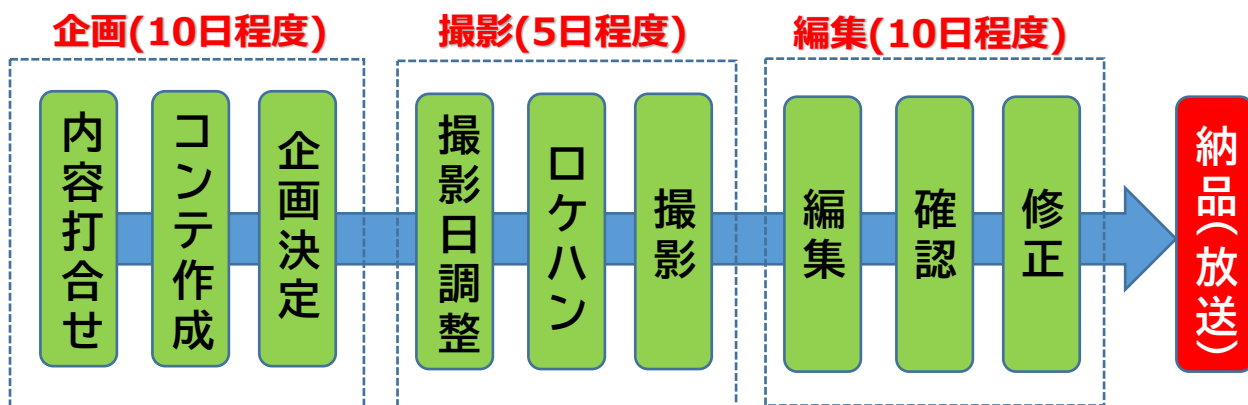 企画(10日程度)
内容打合せ
コンテ作成
企画決定
撮影(5日程度)
撮影日調整
ロケハン
撮影
編集(10日程度)
編集
確認
修正
納品(放送)